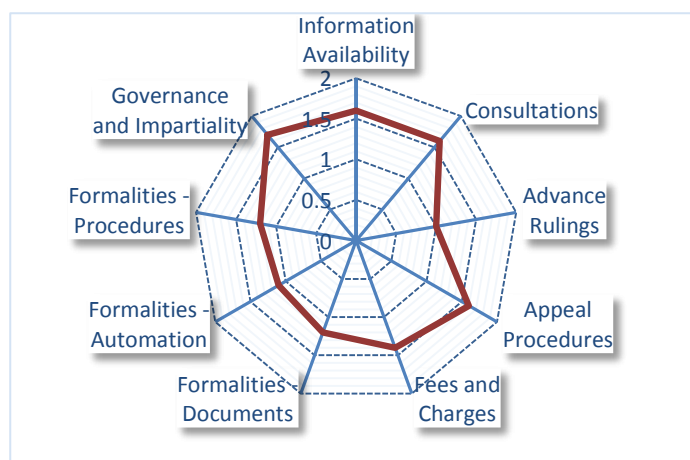 Information
Availability
Consultations
Advance
Rulings
Appeal
Procedures
Fees and
Charges
Formalities -
Documents
Formalities -
Automation
Formalities -
Procedures
Governance
and Impartiality
2
1.5
1
0.5
0